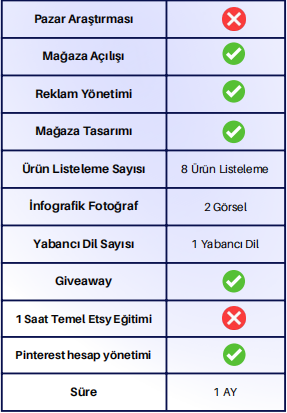 Pazar Araştırması
Mağaza Açılışı
Reklam Yönetimi
Mağaza Tasarımı
Ürün Listeleme Sayısı 8 Ürün Listeleme
İnfografik Fotoğraf 2 Görsel
Yabancı Dil Sayısı 1 Yabancı Dil
Giveaway
1 Saat Temel Etsy Eğitimi
Pinterest hesap yönetimi
Süre 1 AY